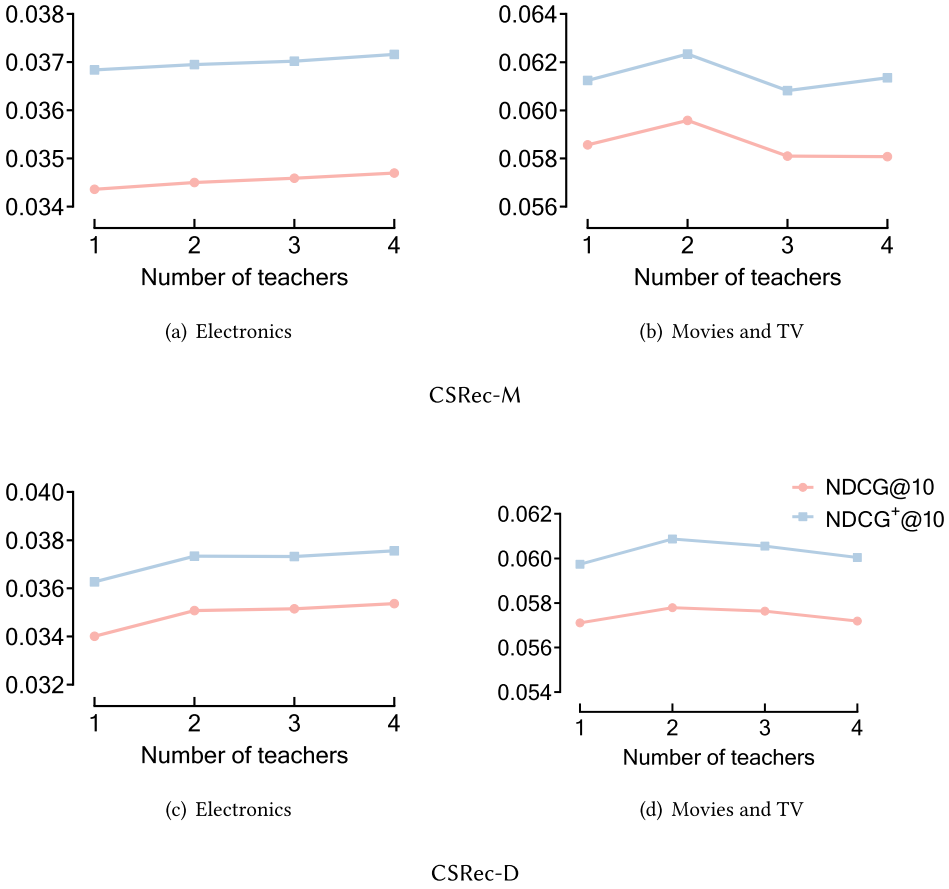 0.038
0.037
0.036
0.035
0.034
1 2 3 4
Number of teachers
(a) Electronics
0.064
0.062
0.060
0.058
0.056
1 2 3 4
Number of teachers
(b) Movies and TV
CSRec-M
0.040
0.038
0.036
0.034
0.032
1 2 3 4
Number of teachers
(c) Electronics
NDCG@10
NDCG⁺@10
0.062
0.060
0.058
0.056
0.054
1 2 3 4
Number of teachers
(d) Movies and TV
CSRec-D